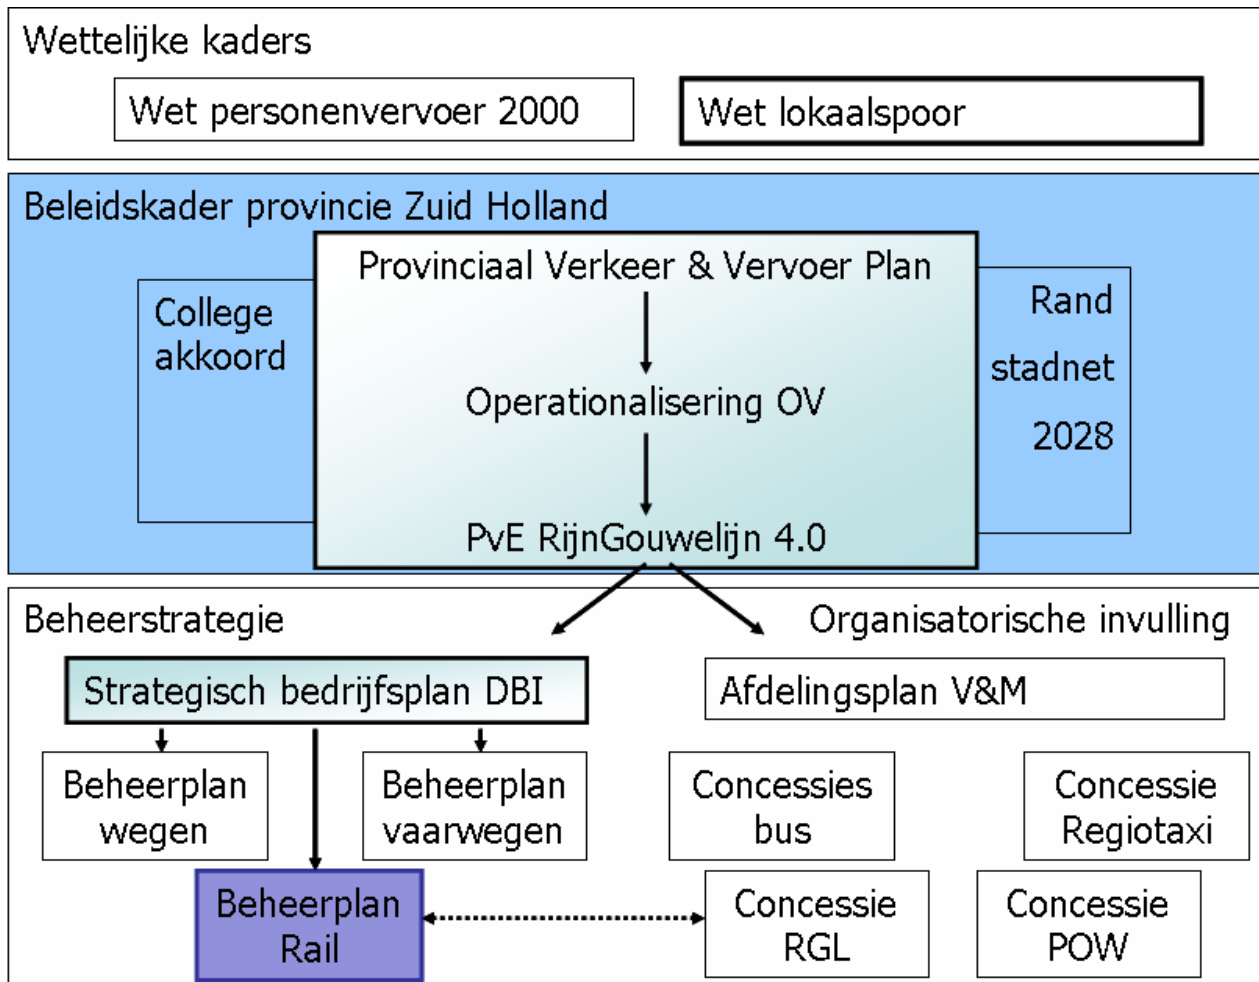 Wettelijke kaders
Wet personenvervoer 2000
Wet lokaalspoor
Beleidskader provincie Zuid Holland
Provinciaal Verkeer & Vervoer Plan
College
akkoord
Rand
stadnet
2028
Operationalisering OV
PvE RijnGouwelijn 4.0
Beheerstrategie
Organisatorische invulling
Strategisch bedrijfsplan DBI
Afdelingsplan V&M
Beheerplan
wegen
Beheerplan
vaarwegen
Concessies
bus
Concessie
Regiotaxi
Beheerplan
Rail
Concessie
RGL
Concessie
POW